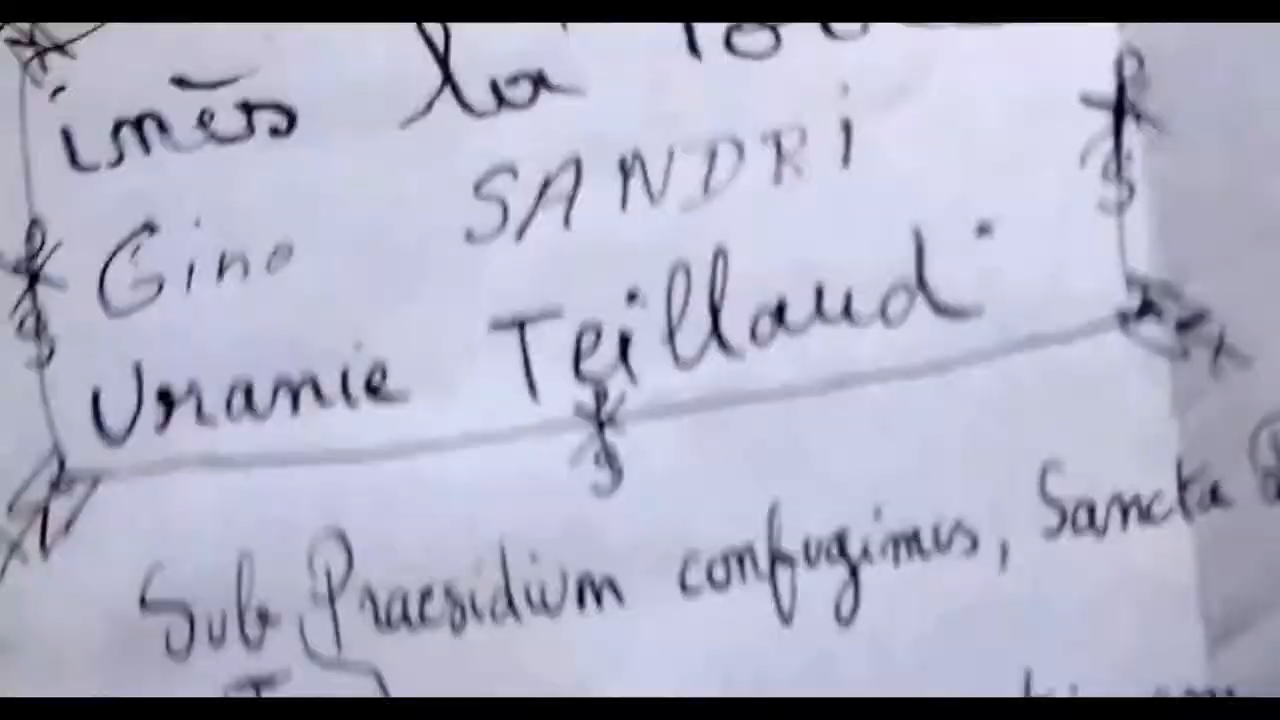 inès la
Gino SANDRi
Uranie Teillaud
Sub Praesidium confugimus, Sancta